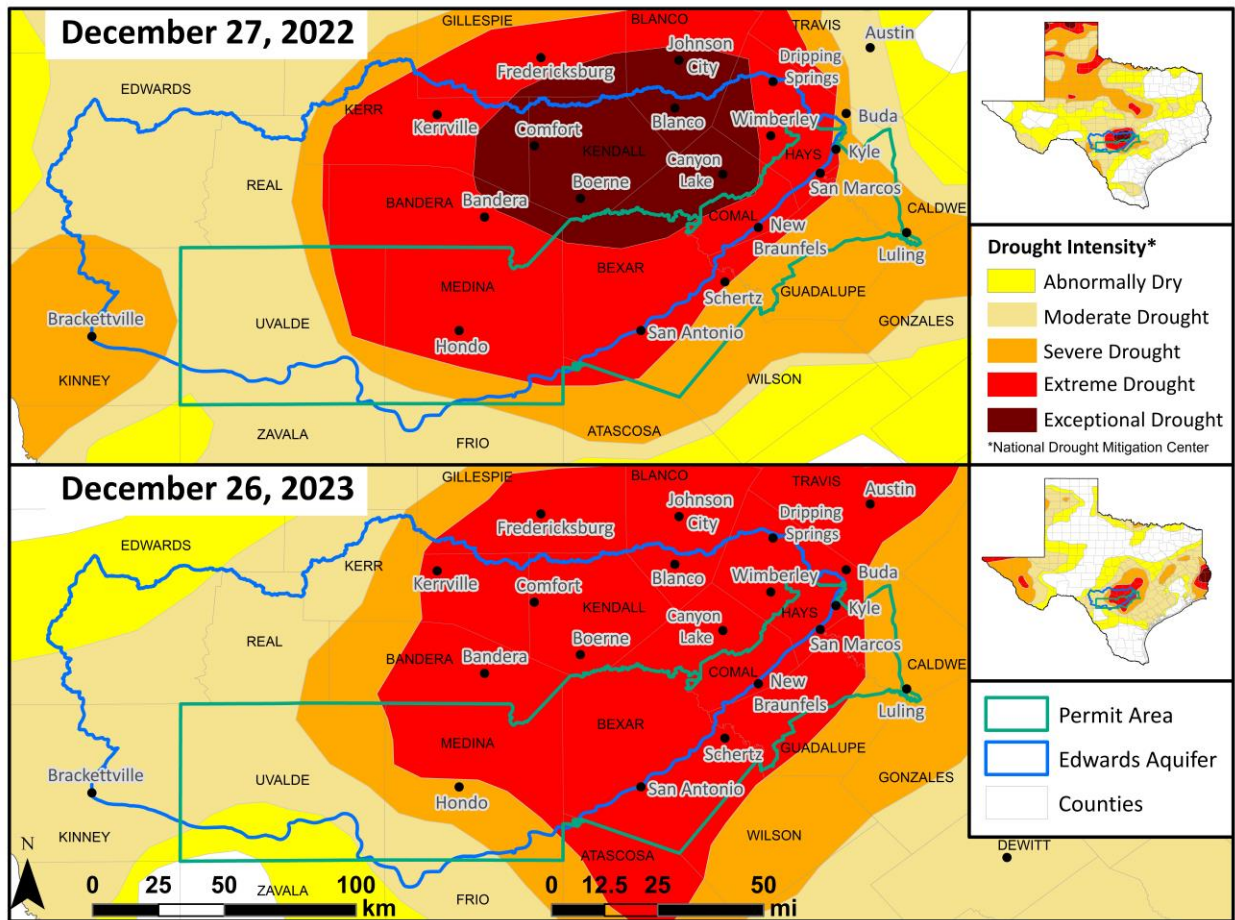 December 27, 2022
GILLESPIE
BLANCO
TRAVIS
Austin
Johnson
City
Dripping
Springs
Fredericksburg
EDWARDS
KERR
Kerrville
Comfort
Blanco
Wimberley
Buda
KENDALL
HAYS
Kyle
REAL
Canyon
Lake
San Marcos
Boerne
BANDERA
Bandera
COMAL
CALDWE
New
Braunfels
Luling
BEXAR
MEDINA
Schertz
GUADALUPE
UVALDE
GONZALES
Brackettville
Hondo
San Antonio
KINNEY
WILSON
ZAVALA
FRIO
ATASCOSA
Drought Intensity*
Abnormally Dry
Moderate Drought
Severe Drought
Extreme Drought
Exceptional Drought
*National Drought Mitigation Center
December 26, 2023
GILLESPIE
BLANCO
TRAVIS
Austin
Johnson
City
Dripping
Springs
Fredericksburg
EDWARDS
KERR
Kerrville
Comfort
Blanco
Wimberley
Buda
KENDALL
HAYS
Kyle
REAL
Canyon
Lake
San Marcos
Boerne
BANDERA
Bandera
COMAL
CALDWE
New
Braunfels
Luling
BEXAR
MEDINA
Schertz
GUADALUPE
UVALDE
GONZALES
Brackettville
Hondo
San Antonio
KINNEY
WILSON
ATASCOSA
ZAVALA
FRIO
DEWITT
N
0 25 50 100
km
0 12.5 25 50
mi
Permit Area
Edwards Aquifer
Counties